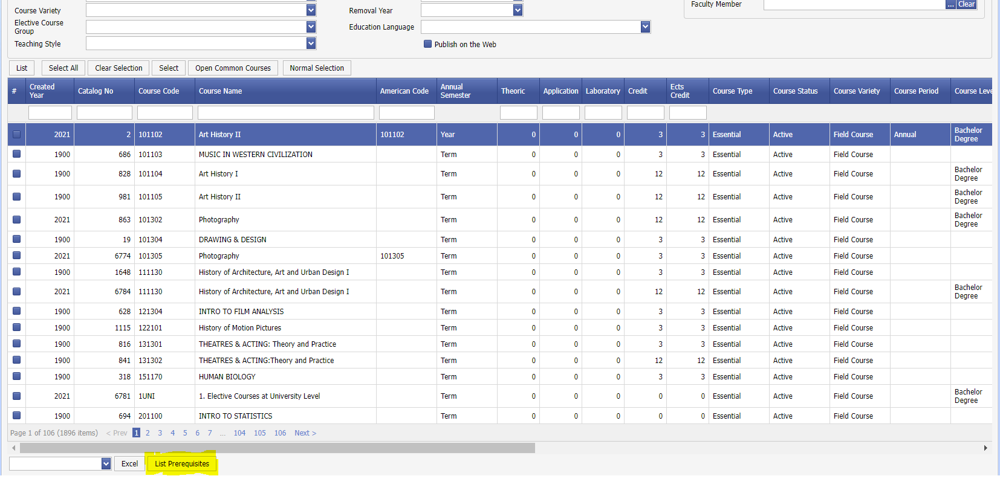 Course Variety
Removal Year
Faculty Member ... Clear
Elective Course
Group
Education Language
Teaching Style
Publish on the Web
List Select All Clear Selection Select Open Common Courses Normal Selection
# Created Year Catalog No Course Code Course Name American Code Annual Semester Theoric Application Laboratory Credit Ects Credit Course Type Course Status Course Variety Course Period Course Leve
2021 2 101102 Art History II 101102 Year 0 0 0 3 3 Essential Active Field Course Annual Bachelor Degree
1900 686 101103 MUSIC IN WESTERN CIVILIZATION Term 0 0 0 3 3 Essential Active Field Course
1900 828 101104 Art History I Term 0 0 0 12 12 Essential Active Field Course Bachelor Degree
1900 981 101105 Art History II Term 0 0 0 12 12 Essential Active Field Course Bachelor Degree
2021 863 101302 Photography Term 0 0 0 12 12 Essential Active Field Course Bachelor Degree
1900 19 101304 DRAWING & DESIGN Term 0 0 0 3 3 Essential Active Field Course
2021 6774 101305 Photography 101305 Term 0 0 0 3 3 Essential Active Field Course
1900 1648 111130 History of Architecture, Art and Urban Design I Term 0 0 0 3 3 Essential Active Field Course
2021 6784 111130 History of Architecture, Art and Urban Design I Term 0 0 0 12 12 Essential Active Field Course Bachelor Degree
1900 628 121304 INTRO TO FILM ANALYSIS Term 0 0 0 3 3 Essential Active Field Course
1900 1115 122101 History of Motion Pictures Term 0 0 0 3 3 Essential Active Field Course
1900 816 131301 THEATRES & ACTING: Theory and Practice Term 0 0 0 3 3 Essential Active Field Course
1900 841 131302 THEATRES & ACTING:Theory and Practice Term 0 0 0 12 12 Essential Active Field Course
1900 318 151170 HUMAN BIOLOGY Term 0 0 0 3 3 Essential Active Field Course
2021 6781 1UNI 1. Elective Courses at University Level Term 0 0 0 0 0 Essential Active Field Course Bachelor Degree
1900 694 201100 INTRO TO STATISTICS Term 0 0 0 0 0 Essential Active Field Course
Page 1 of 106 (1896 items) < Prev 1 2 3 4 5 6 7 ... 104 105 106 Next >
Excel List Prerequisites